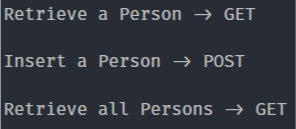 Retrieve a Person → GET
Insert a Person → POST
Retrieve all Persons → GET